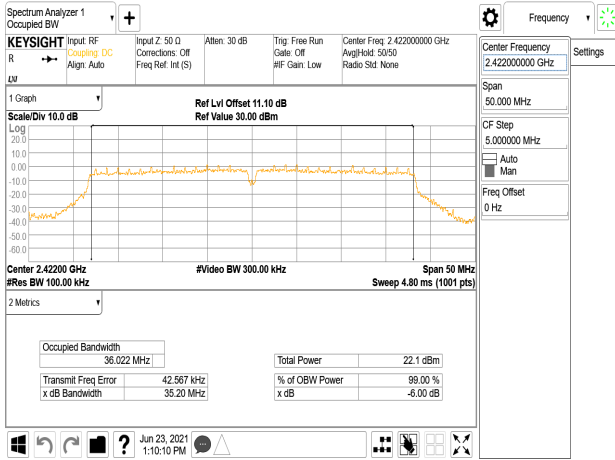 Spectrum Analyzer 1
Occupied BW
KEYSIGHT
R
Input: RF
Coupling: DC
Align: Auto
Input Z: 50 Ω
Corrections: Off
Freq Ref: Int (S)
Atten: 30 dB
Trig: Free Run
Gate: Off
#IF Gain: Low
Center Freq: 2.422000000 GHz
Avg|Hold: 50/50
Radio Std: None
1 Graph
Scale/Div 10.0 dB
Ref Lvl Offset 11.10 dB
Ref Value 30.00 dBm
Log
20.0
10.0
0.00
-10.0
-20.0
-30.0
-40.0
-50.0
-60.0
Center 2.42200 GHz
#Video BW 300.00 kHz
Span 50 MHz
#Res BW 100.00 kHz
Sweep 4.80 ms (1001 pts)
2 Metrics
Occupied Bandwidth
36.022 MHz
Total Power 22.1 dBm
Transmit Freq Error 42.567 kHz
% of OBW Power 99.00 %
x dB Bandwidth 35.20 MHz
x dB -6.00 dB
Jun 23, 2021
1:10:10 PM
Frequency
Settings
Center Frequency
2.422000000 GHz
Span
50.000 MHz
CF Step
5.000000 MHz
Auto
Man
Freq Offset
0 Hz